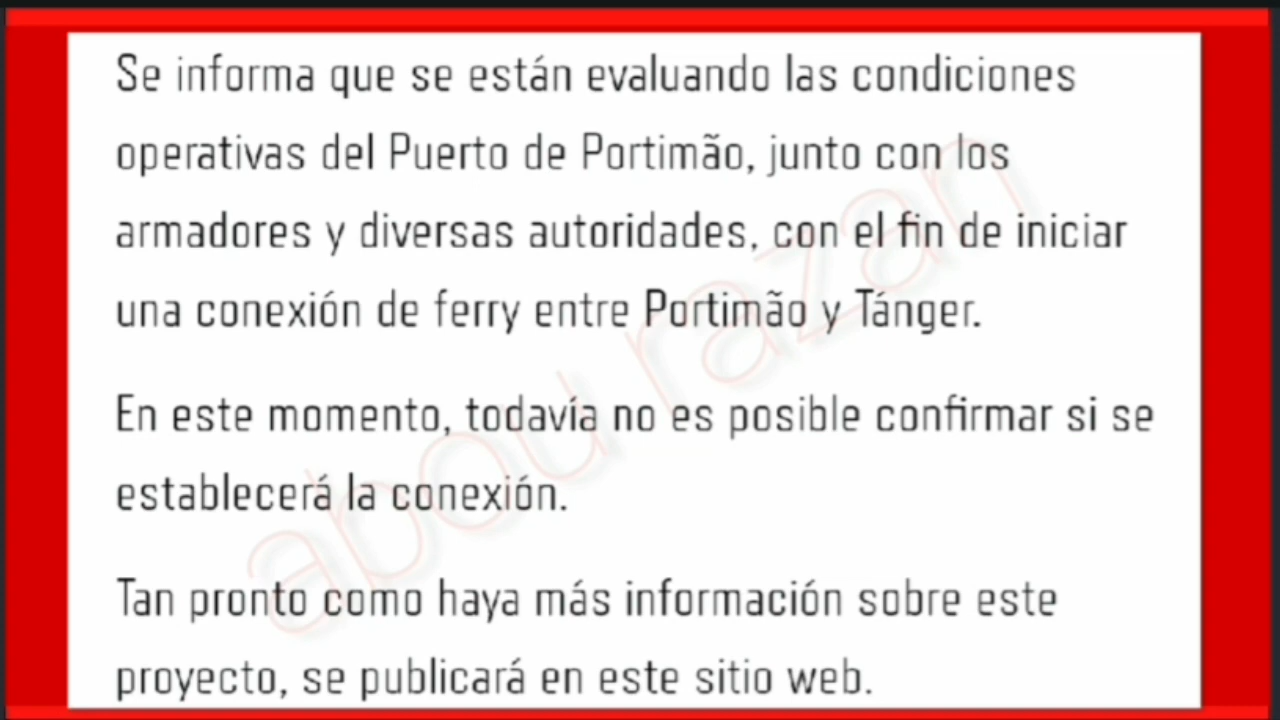 Se informa que se están evaluando las condiciones
operativas del Puerto de Portimão, junto con los
armadores y diversas autoridades, con el fin de iniciar
una conexión de ferry entre Portimão y Tánger.
En este momento, todavía no es posible confirmar si se
establecerá la conexión.
Tan pronto como haya más información sobre este
proyecto, se publicará en este sitio web.
abou razan